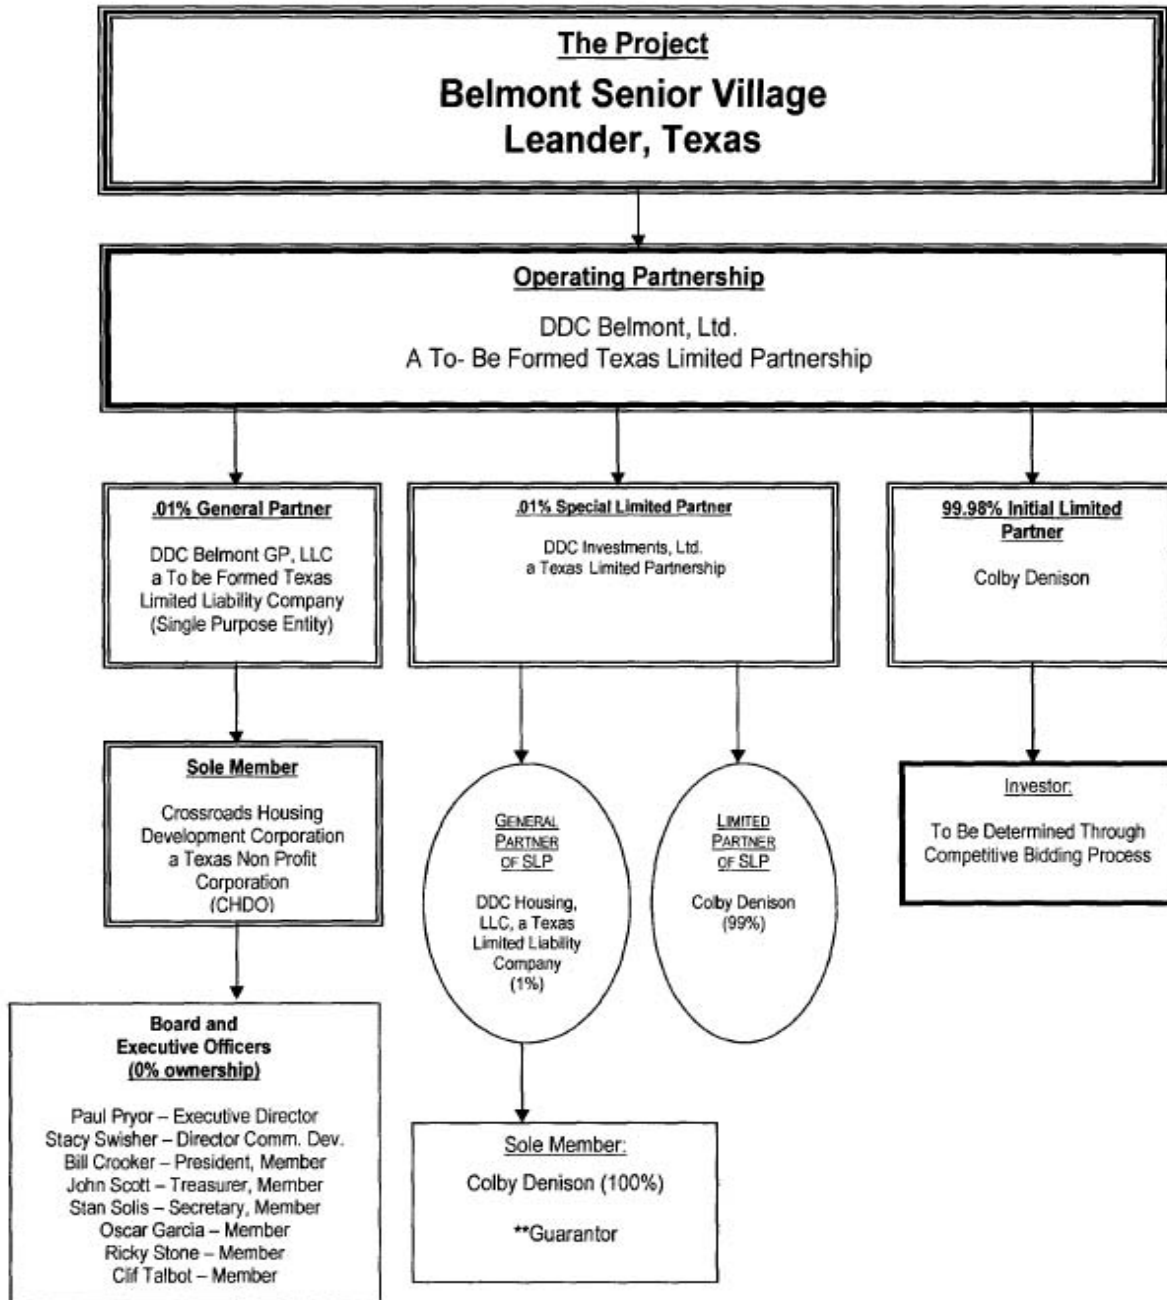 The Project
Belmont Senior Village
Leander, Texas
Operating Partnership
DDC Belmont, Ltd.
A To- Be Formed Texas Limited Partnership
.01% General Partner
DDC Belmont GP, LLC
a To be Formed Texas
Limited Liability Company
(Single Purpose Entity)
.01% Special Limited Partner
DDC Investments, Ltd.
a Texas Limited Partnership
99.98% Initial Limited
Partner
Colby Denison
Sole Member
Crossroads Housing
Development Corporation
a Texas Non Profit
Corporation
(CHDO)
GENERAL
PARTNER
OF SLP
DDC Housing,
LLC, a Texas
Limited Liability
Company
(1%)
LIMITED
PARTNER
OF SLP
Colby Denison
(99%)
Investor:
To Be Determined Through
Competitive Bidding Process
Board and
Executive Officers
(0% ownership)
Paul Pryor – Executive Director
Stacy Swisher – Director Comm. Dev.
Bill Crooker – President, Member
John Scott – Treasurer, Member
Stan Solis – Secretary, Member
Oscar Garcia – Member
Ricky Stone – Member
Clif Talbot – Member
Sole Member:
Colby Denison (100%)
**Guarantor